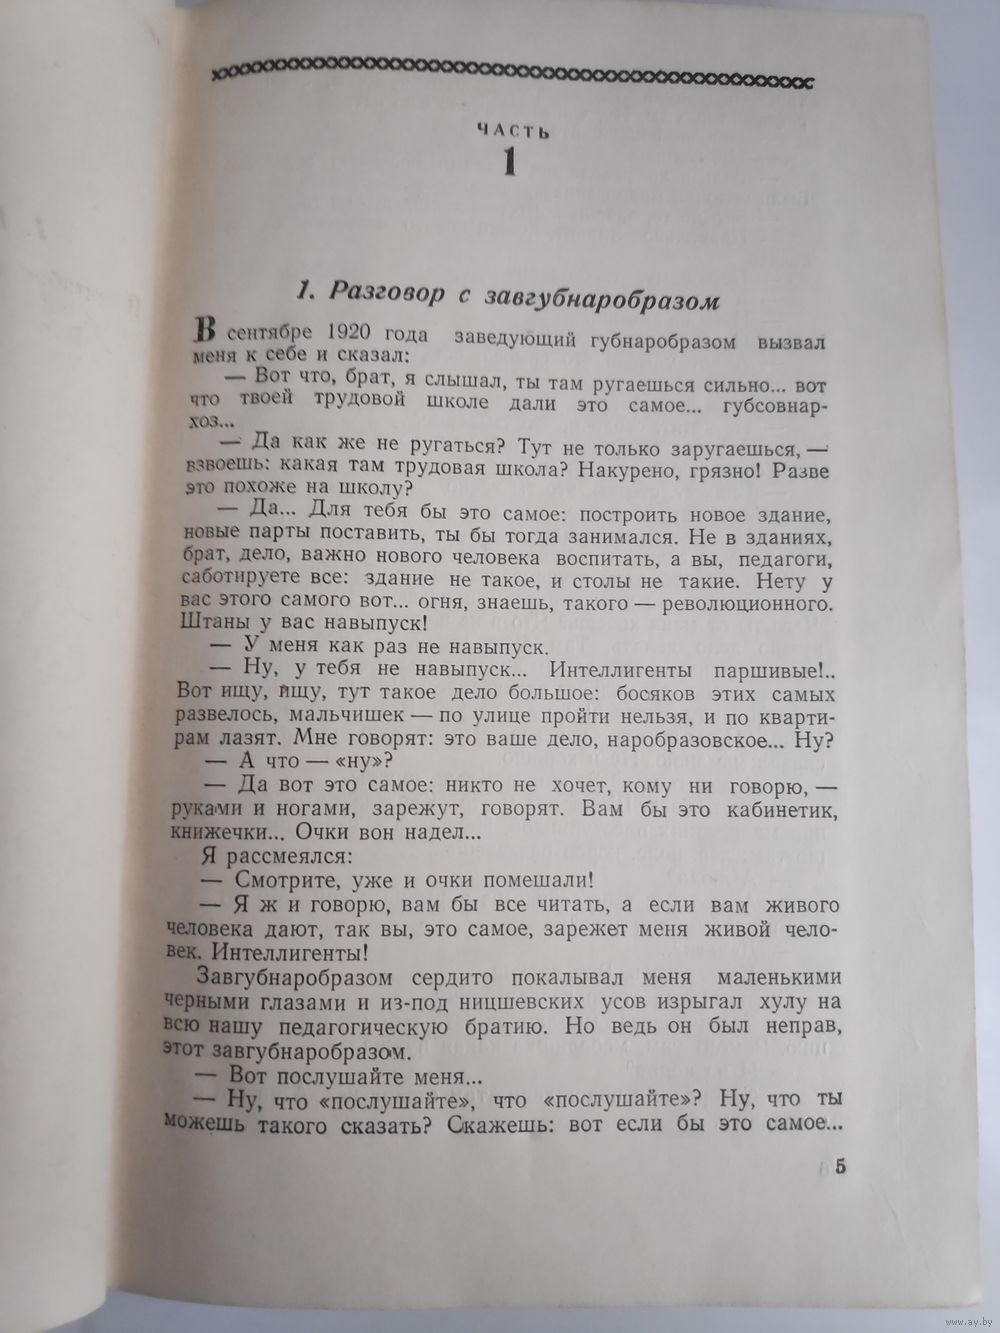 ЧАСТЬ
1
1. Разговор с завгубнаробразом
В сентябре 1920 года заведующий губнаробразом вызвал
меня к себе и сказал:
— Вот что, брат, я слышал, ты там ругаешься сильно... вот
что твоей трудовой школе дали это самое... губсовнар-
хоз...
— Да как же не ругаться? Тут не только заругаешься, —
взвоешь: какая там трудовая школа? Накурено, грязно! Разве
это похоже на школу?
— Да... Для тебя бы это самое: построить новое здание,
новые парты поставить, ты бы тогда занимался. Не в зданиях,
брат, дело, важно нового человека воспитать, а вы, педагоги,
саботируете все: здание не такое, и столы не такие. Нету у
вас этого самого вот... огня, знаешь, такого — революционного.
Штаны у вас навыпуск!
— У меня как раз не навыпуск.
— Ну, у тебя не навыпуск... Интеллигенты паршивые!..
Вот ищу, ищу, тут такое дело большое: босяков этих самых
развелось, мальчишек — по улице пройти нельзя, и по кварти-
рам лазят. Мне говорят: это ваше дело, наробразовское... Ну?
— А что — «ну»?
— Да вот это самое: никто не хочет, кому ни говорю, —
руками и ногами, зарежут, говорят. Вам бы это кабинетик,
книжечки... Очки вон надел...
Я рассмеялся:
— Смотрите, уже и очки помешали!
— Я ж и говорю, вам бы все читать, а если вам живого
человека дают, так вы, это самое, зарежет меня живой чело-
век. Интеллигенты!
Завгубнаробразом сердито покалывал меня маленькими
черными глазами и из-под ницшевских усов изрыгал хулу на
всю нашу педагогическую братию. Но ведь он был неправ,
этот завгубнаробразом.
— Вот послушайте меня...
— Ну, что «послушайте», что «послушайте»? Ну, что ты
можешь такого сказать? Скажешь: вот если бы это самое...
5
www.ay.by